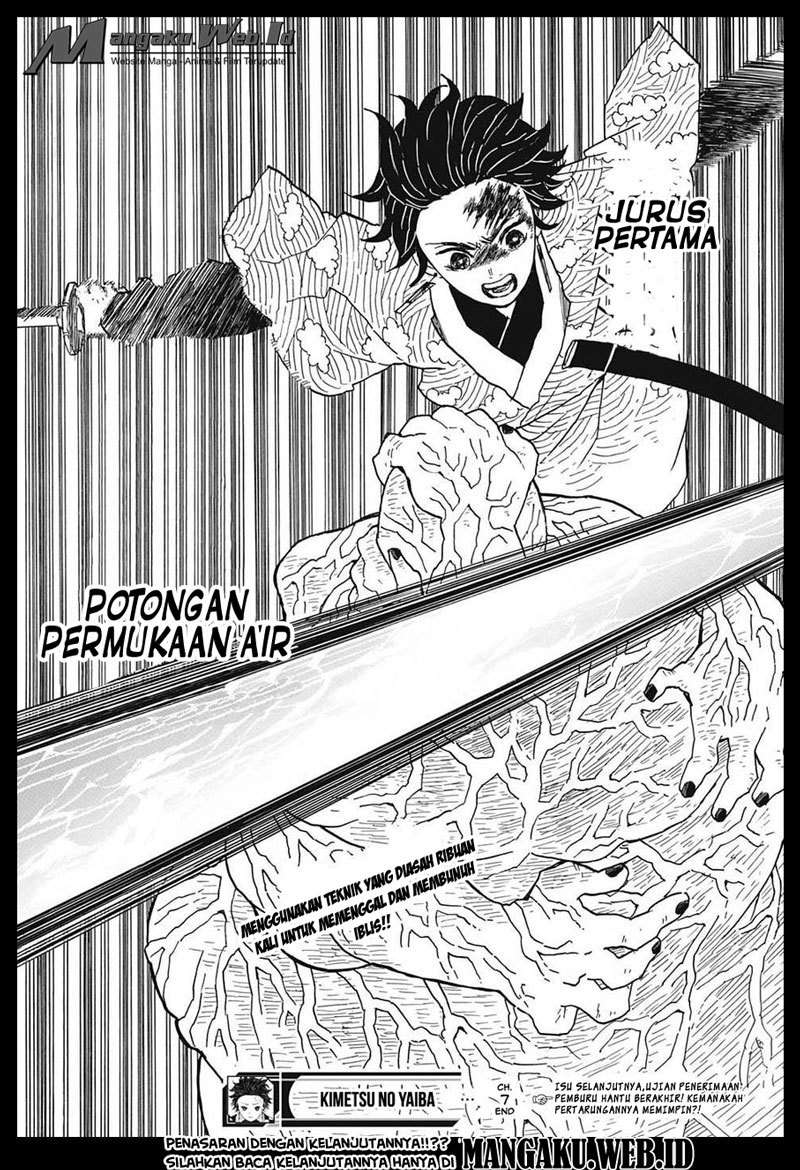 Mangaku.Web.Id
Website Manga - Anime & Film Terupdate
JURUS
PERTAMA
POTONGAN
PERMUKAAN AIR
MENGGUNAKAN TEKNIK YANG DIASAH RIBUAN
KALI UNTUK MEMENGGAL DAN MEMBUNUH
IBLIS!!
KIMETSU NO YAIBA
...
CH.
7
END
☞ ISU SELANJUTNYA,UJIAN PENERIMAAN
PEMBURU HANTU BERAKHIR! KEMANAKAH
PERTARUNGANNYA MEMIMPIN?!
PENASARAN DENGAN KELANJUTANNYA!!??
SILAHKAN BACA KELANJUTANNYA HANYA DI MANGAKU.WEB.ID